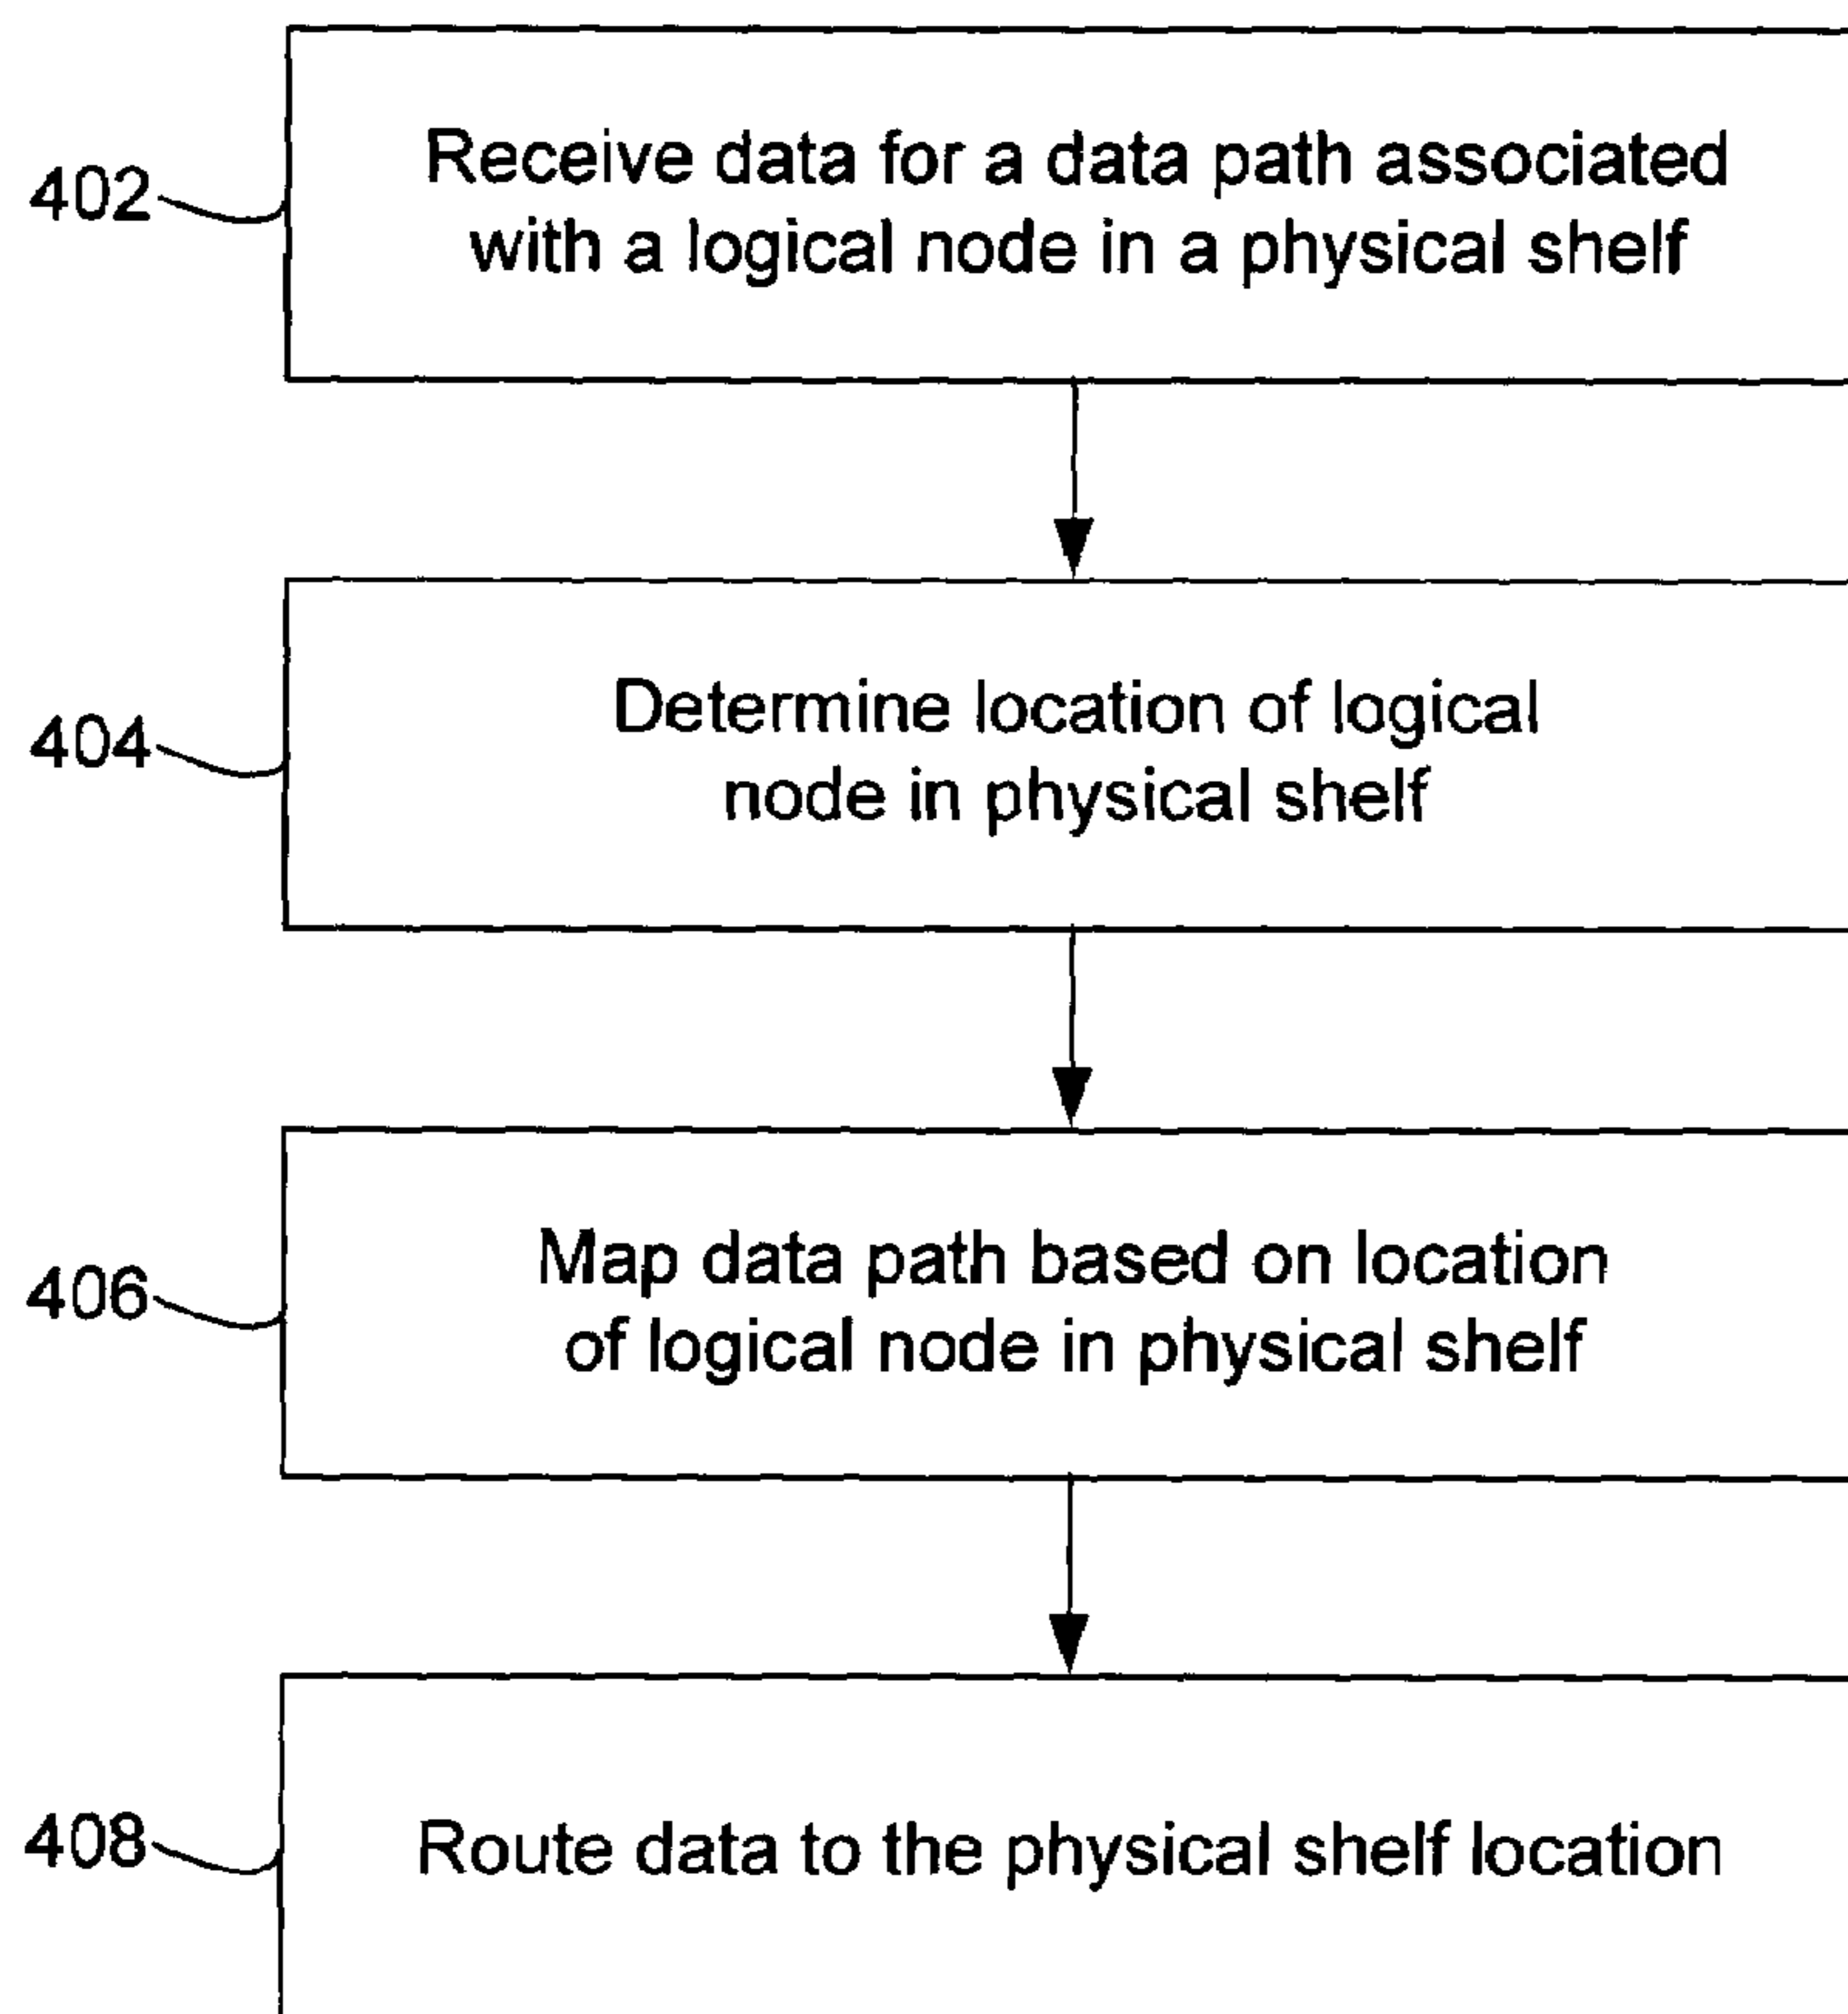 402
Receive data for a data path associated
with a logical node in a physical shelf
404
Determine location of logical
node in physical shelf
406
Map data path based on location
of logical node in physical shelf
408
Route data to the physical shelf location